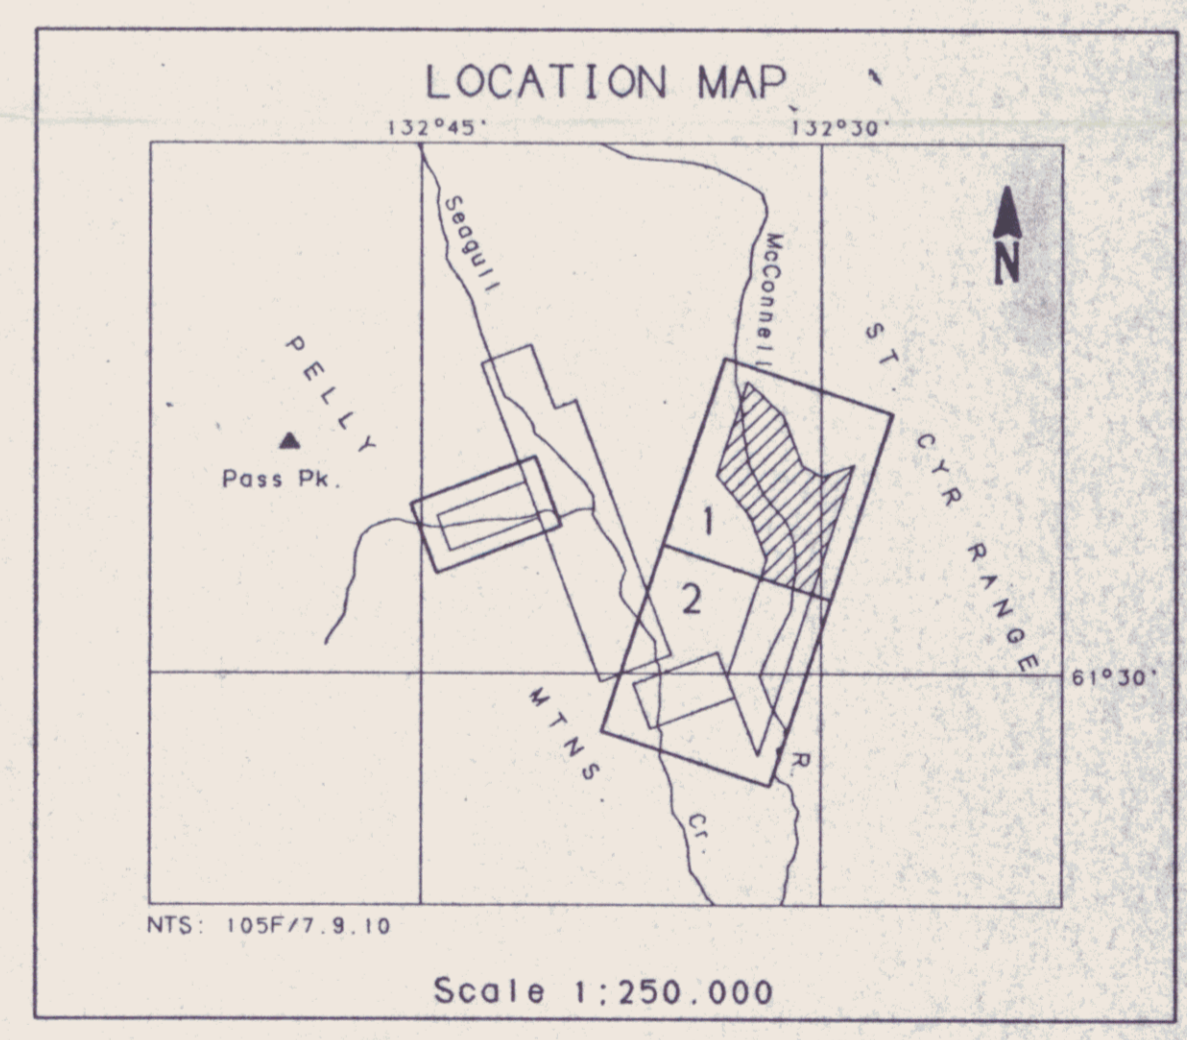 LOCATION MAP
132°45'
132°30'
Seagull
McConnell
N
ST. CYR RANGE
PELLY
Pass Pk.
1
2
61°30'
MTNS
R.
Cr.
NTS: 105F/7.9.10
Scale 1:250.000